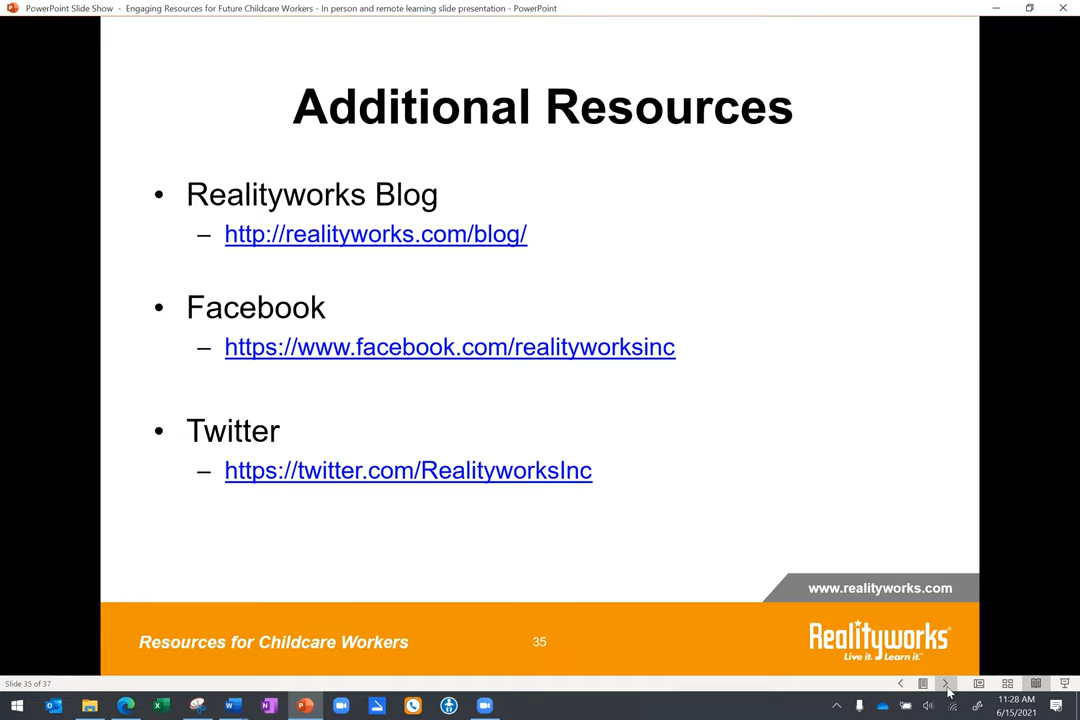 PowerPoint Slide Show - Engaging Resources for Future Childcare Workers - In person and remote learning slide presentation - PowerPoint
Additional Resources
• Realityworks Blog
– http://realityworks.com/blog/
• Facebook
– https://www.facebook.com/realityworksinc
• Twitter
– https://twitter.com/RealityworksInc
www.realityworks.com
Resources for Childcare Workers
35
Realityworks
Live it. Learn it.™
Slide 35 of 37
11:28 AM
6/15/2021